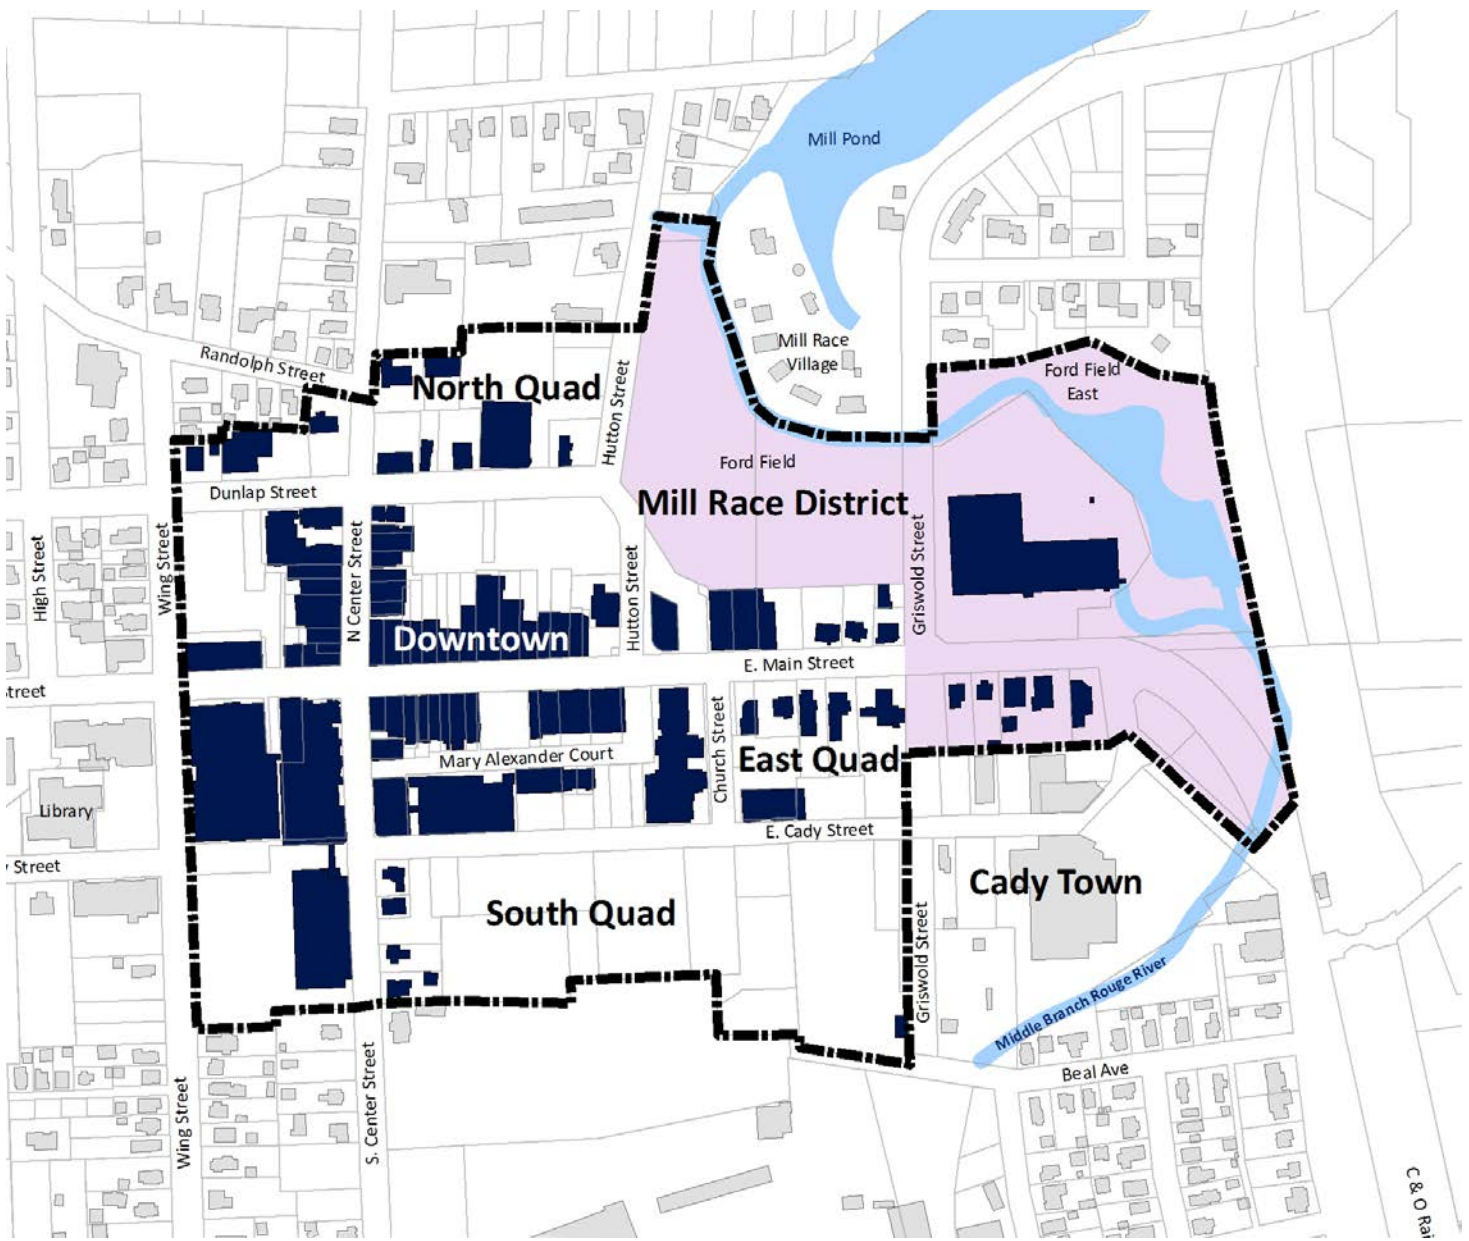 Mill Pond
Mill Race
Village
Randolph Street
Ford Field
East
North Quad
Hutton Street
Ford Field
Dunlap Street
Mill Race District
High Street
Wing Street
N Center Street
Hutton Street
Griswold Street
Downtown
E. Main Street
treet
Mary Alexander Court
Church Street
East Quad
Library
E. Cady Street
Street
Cady Town
South Quad
Griswold Street
Middle Branch Rouge River
Beal Ave
Wing Street
S. Center Street
C & O Rai